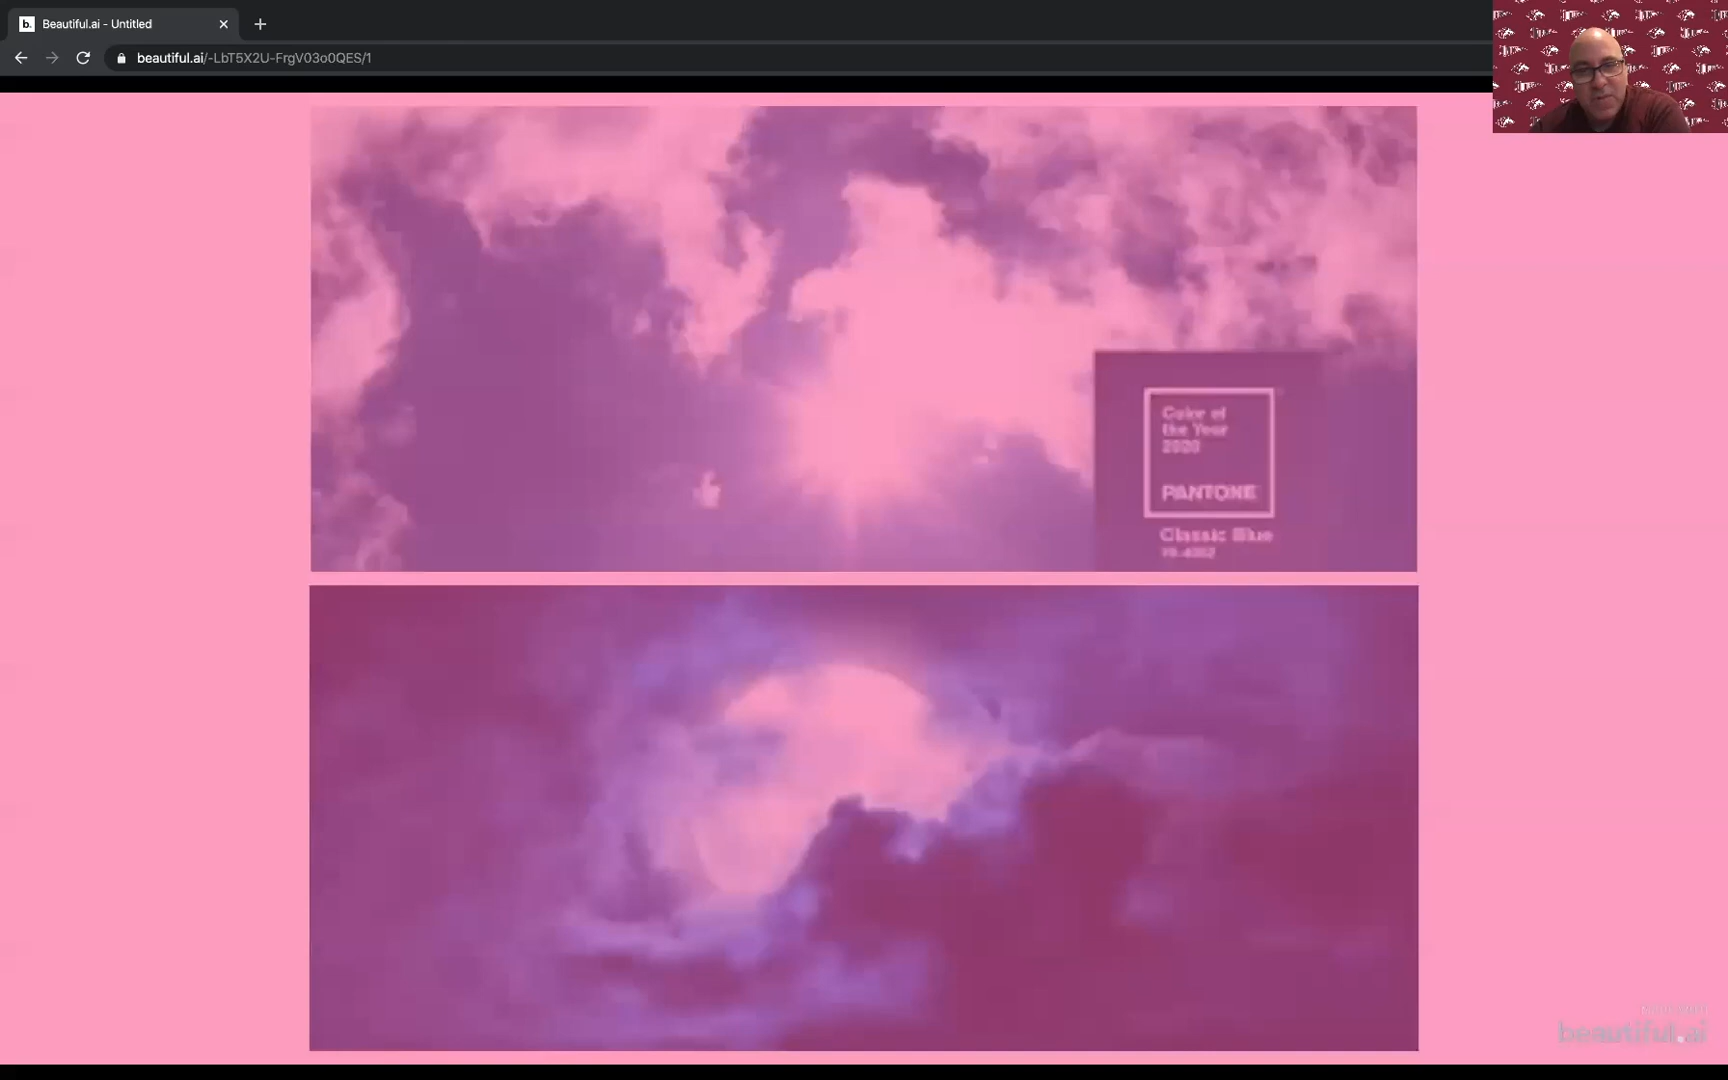 Beautiful.ai - Untitled
beautiful.ai/-LbT5X2U-FrgV03o0QES/1
Color of
the Year
2020
PANTONE
Classic Blue
beautiful.ai